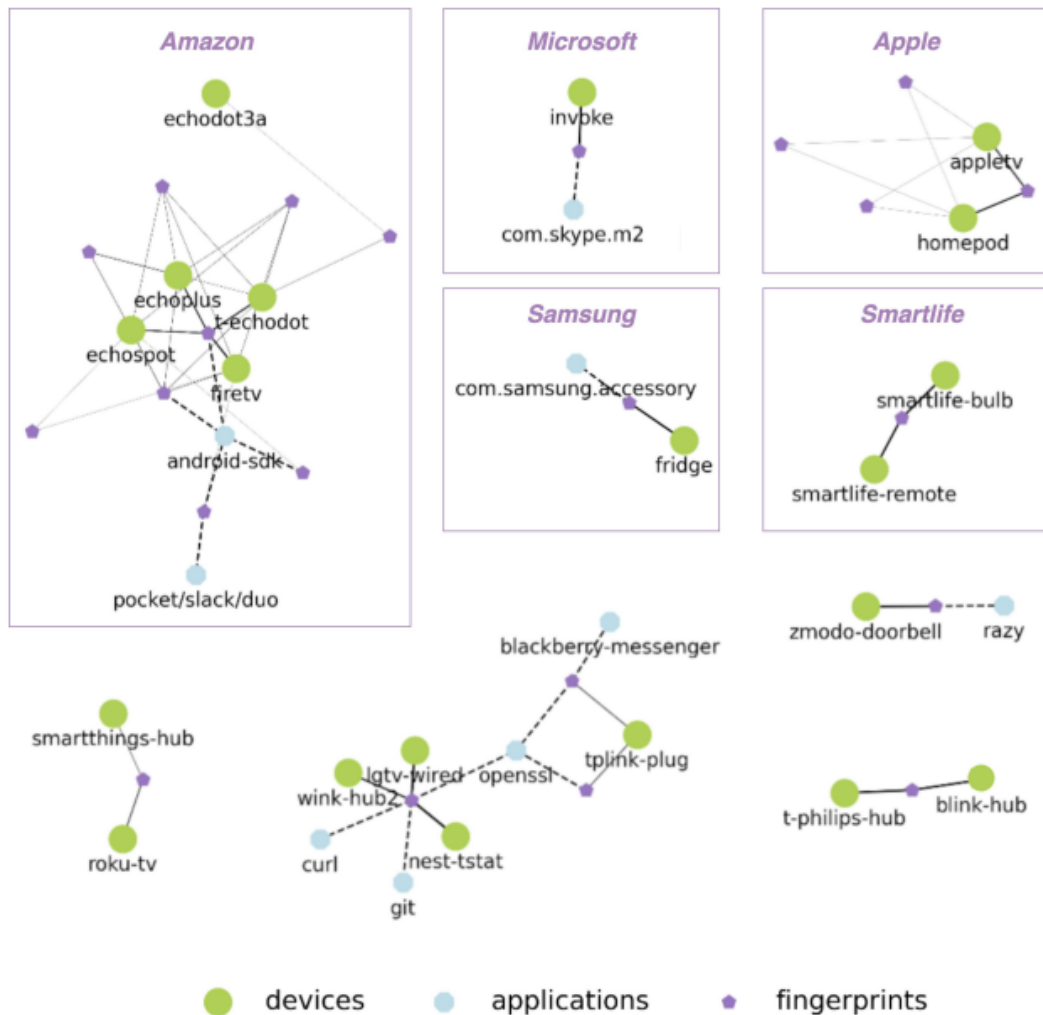 Amazon
echodot3a
echoplus
t-echodot
echospot
firetv
android-sdk
pocket/slack/duo
Microsoft
invoke
com.skype.m2
Apple
appletv
homepod
Samsung
com.samsung.accessory
fridge
Smartlife
smartlife-bulb
smartlife-remote
zmodo-doorbell
razy
blackberry-messenger
smartthings-hub
roku-tv
lgtv-wired
openssl
tplink-plug
wink-hub2
curl
nest-tstat
git
t-philips-hub
blink-hub
devices
applications
fingerprints